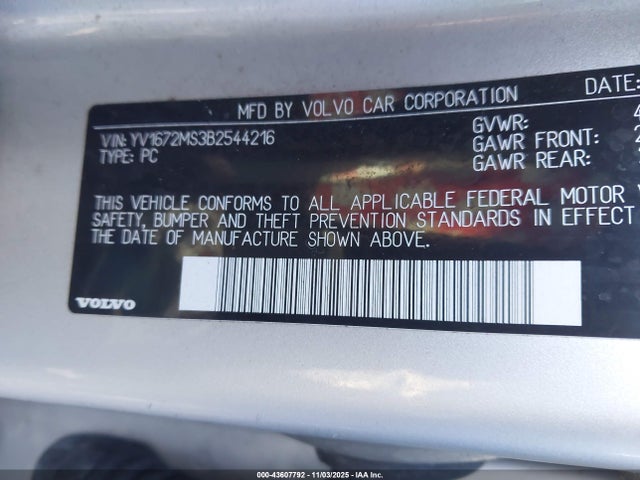 MFD BY VOLVO CAR CORPORATION DATE:
VIN: YV1672MS3B2544216 GVWR:
TYPE: PC GAWR FRONT:
GAWR REAR:
THIS VEHICLE CONFORMS TO ALL APPLICABLE FEDERAL MOTOR
SAFETY, BUMPER AND THEFT PREVENTION STANDARDS IN EFFECT
THE DATE OF MANUFACTURE SHOWN ABOVE.
VOLVO
000-43607792 - 11/03/2025 - IAA Inc.